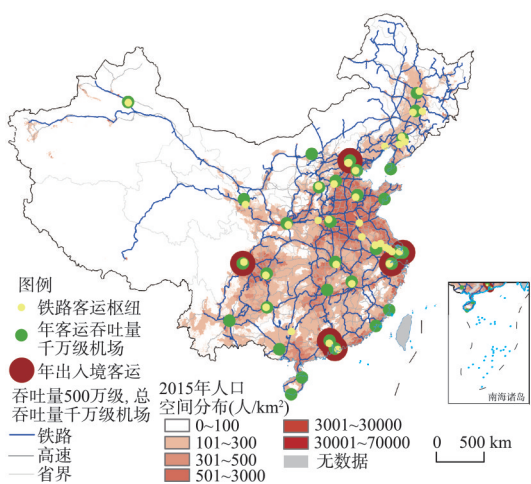 南海诸岛
图例
铁路客运枢纽
年客运吞吐量
千万级机场
年出入境客运
吞吐量500万级, 总
吞吐量千万级机场
铁路
高速
省界
2015年人口
空间分布(人/km²)
0~100
101~300
301~500
501~3000
3001~30000
30001~70000
无数据
0 500 km